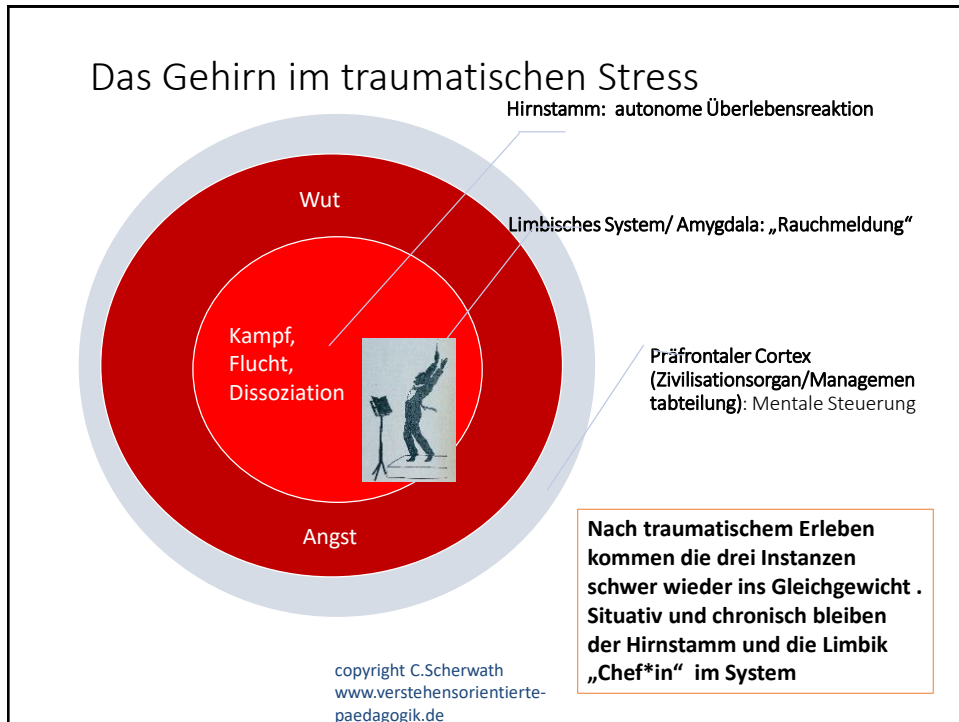 Das Gehirn im traumatischen Stress
Hirnstamm: autonome Überlebensreaktion
Wut
Limbisches System/ Amygdala: „Rauchmeldung“
Kampf,
Flucht,
Dissoziation
Präfrontaler Cortex
(Zivilisationsorgan/Managemen
tabteilung): Mentale Steuerung
Angst
Nach traumatischem Erleben
kommen die drei Instanzen
schwer wieder ins Gleichgewicht .
Situativ und chronisch bleiben
der Hirnstamm und die Limbik
„Chef*in“ im System
copyright C.Scherwath
www.verstehensorientierte-
paedagogik.de